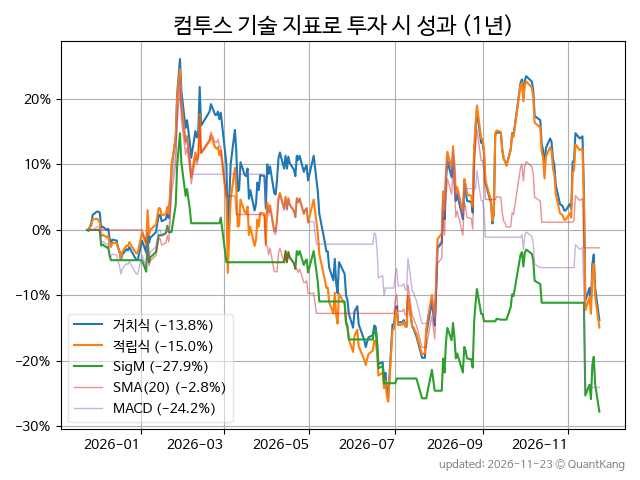 컴투스 기술 지표로 투자 시 성과 (1년)
20%
10%
0%
−10%
−20%
−30%
거치식 (−13.8%)
적립식 (−15.0%)
SigM (−27.9%)
SMA(20) (−2.8%)
MACD (−24.2%)
2026-01
2026-03
2026-05
2026-07
2026-09
2026-11
updated: 2026-11-23 © QuantKang